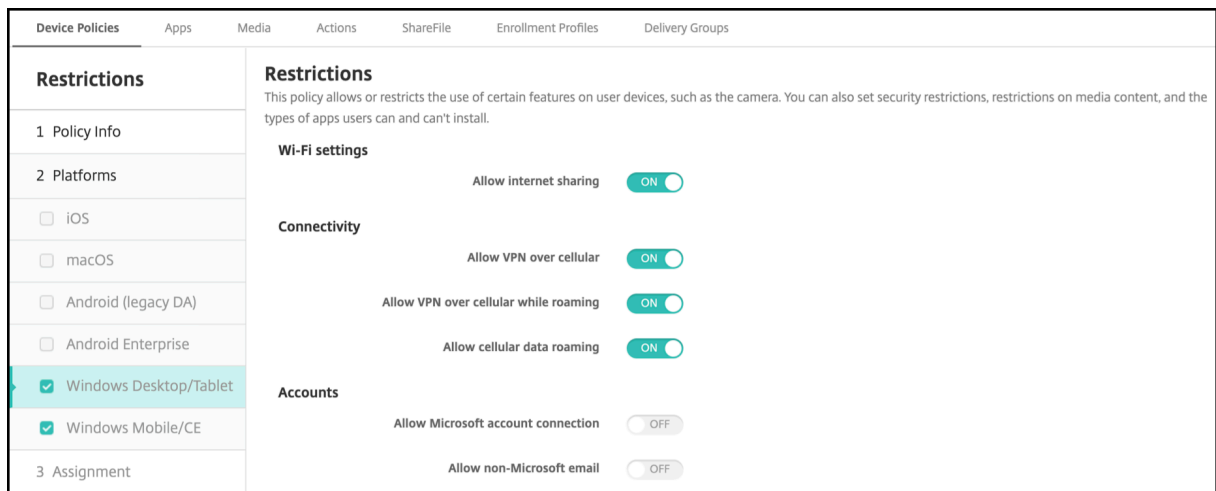 Device Policies Apps Media Actions ShareFile Enrollment Profiles Delivery Groups
Restrictions
1 Policy Info
2 Platforms
iOS
macOS
Android (legacy DA)
Android Enterprise
Windows Desktop/Tablet
Windows Mobile/CE
3 Assignment
Restrictions
This policy allows or restricts the use of certain features on user devices, such as the camera. You can also set security restrictions, restrictions on media content, and the
types of apps users can and can't install.
Wi-Fi settings
Allow internet sharing ON
Connectivity
Allow VPN over cellular ON
Allow VPN over cellular while roaming ON
Allow cellular data roaming ON
Accounts
Allow Microsoft account connection OFF
Allow non-Microsoft email OFF